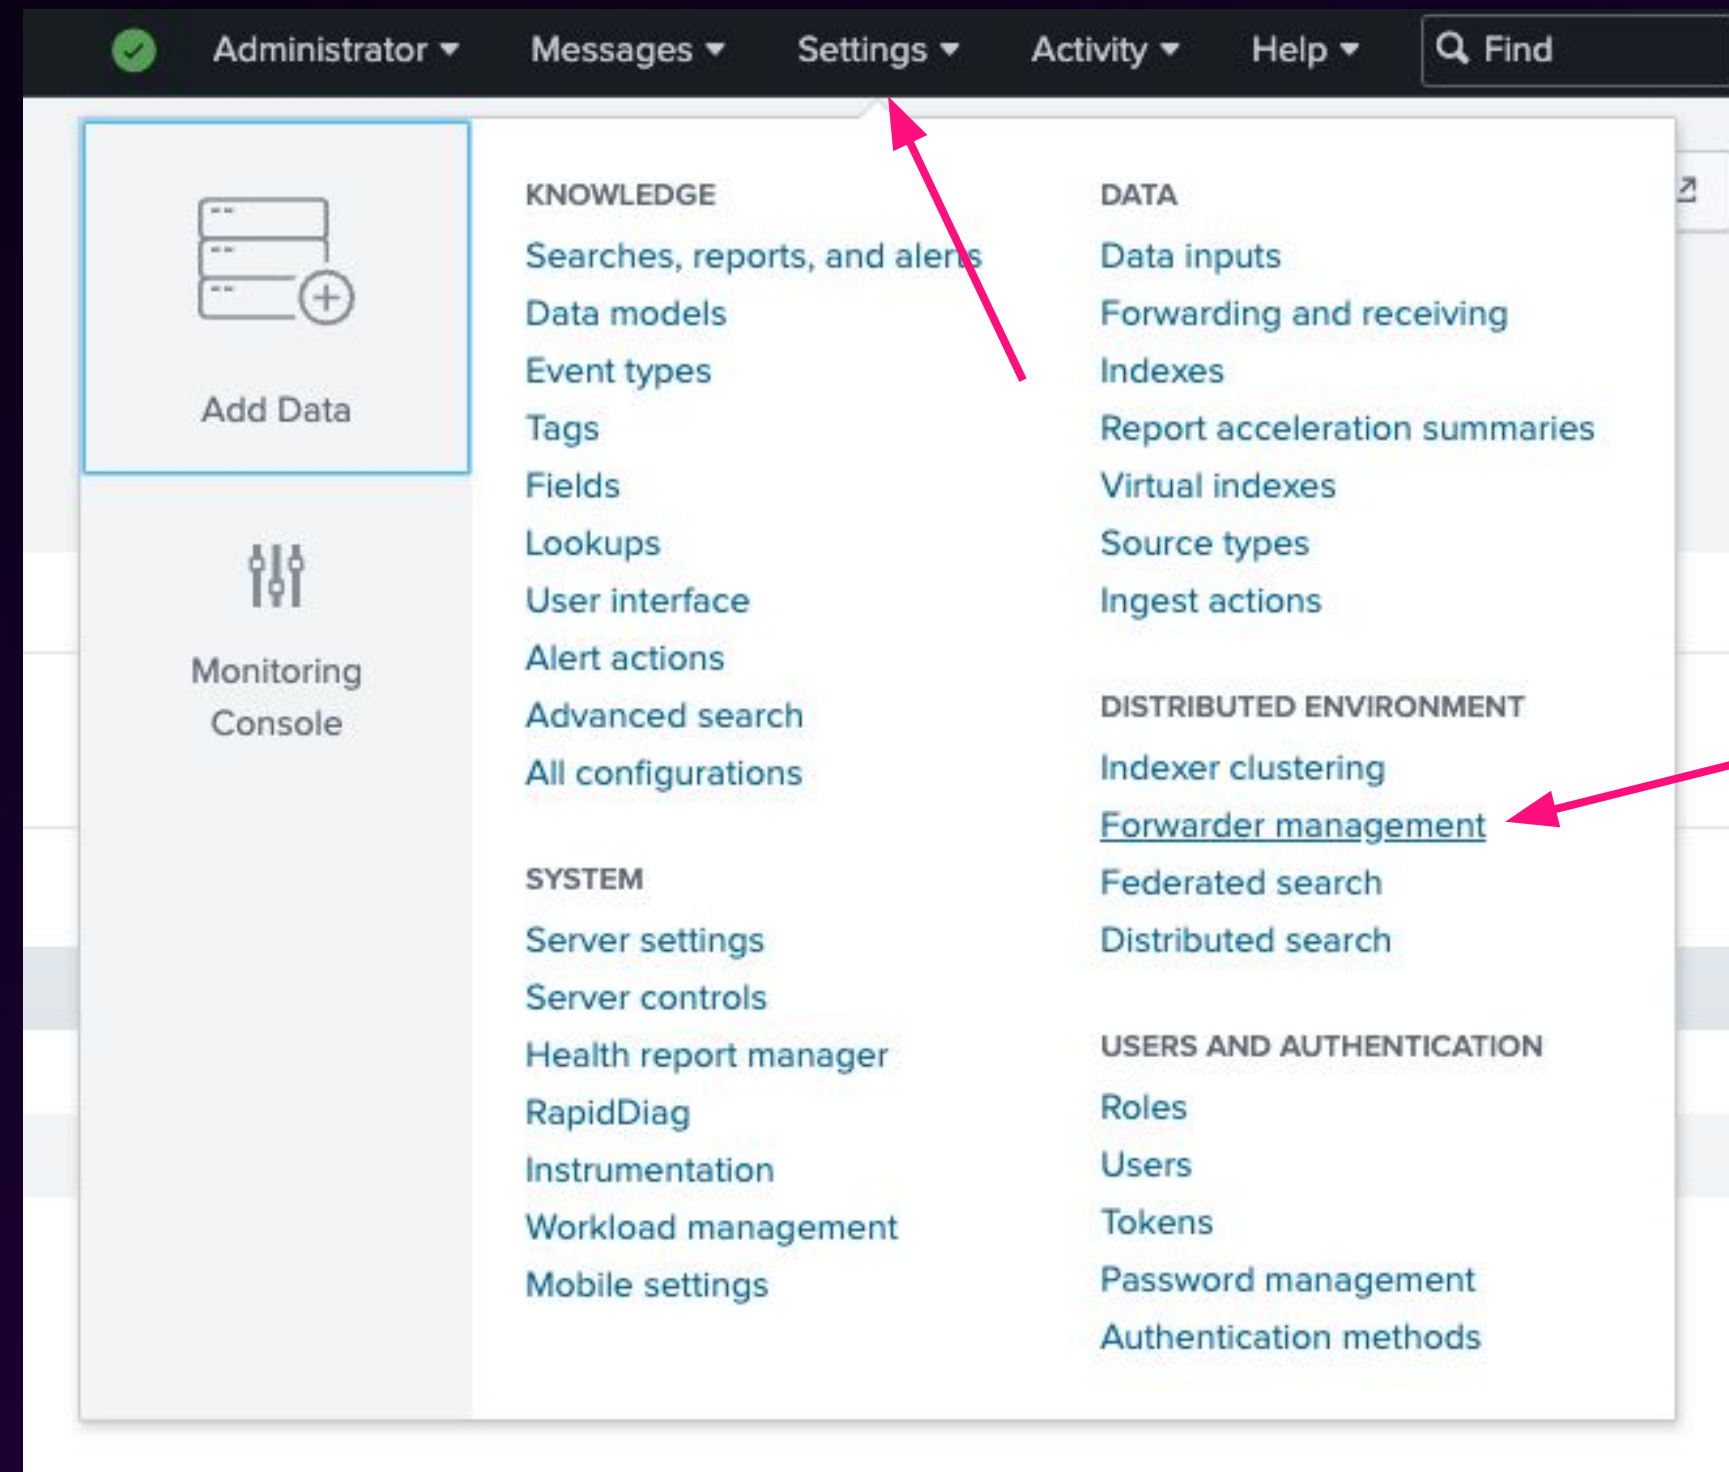 Administrator Messages Settings Activity Help Find
Add Data
Monitoring
Console
KNOWLEDGE
Searches, reports, and alerts
Data models
Event types
Tags
Fields
Lookups
User interface
Alert actions
Advanced search
All configurations
SYSTEM
Server settings
Server controls
Health report manager
RapidDiag
Instrumentation
Workload management
Mobile settings
DATA
Data inputs
Forwarding and receiving
Indexes
Report acceleration summaries
Virtual indexes
Source types
Ingest actions
DISTRIBUTED ENVIRONMENT
Indexer clustering
Forwarder management
Federated search
Distributed search
USERS AND AUTHENTICATION
Roles
Users
Tokens
Password management
Authentication methods